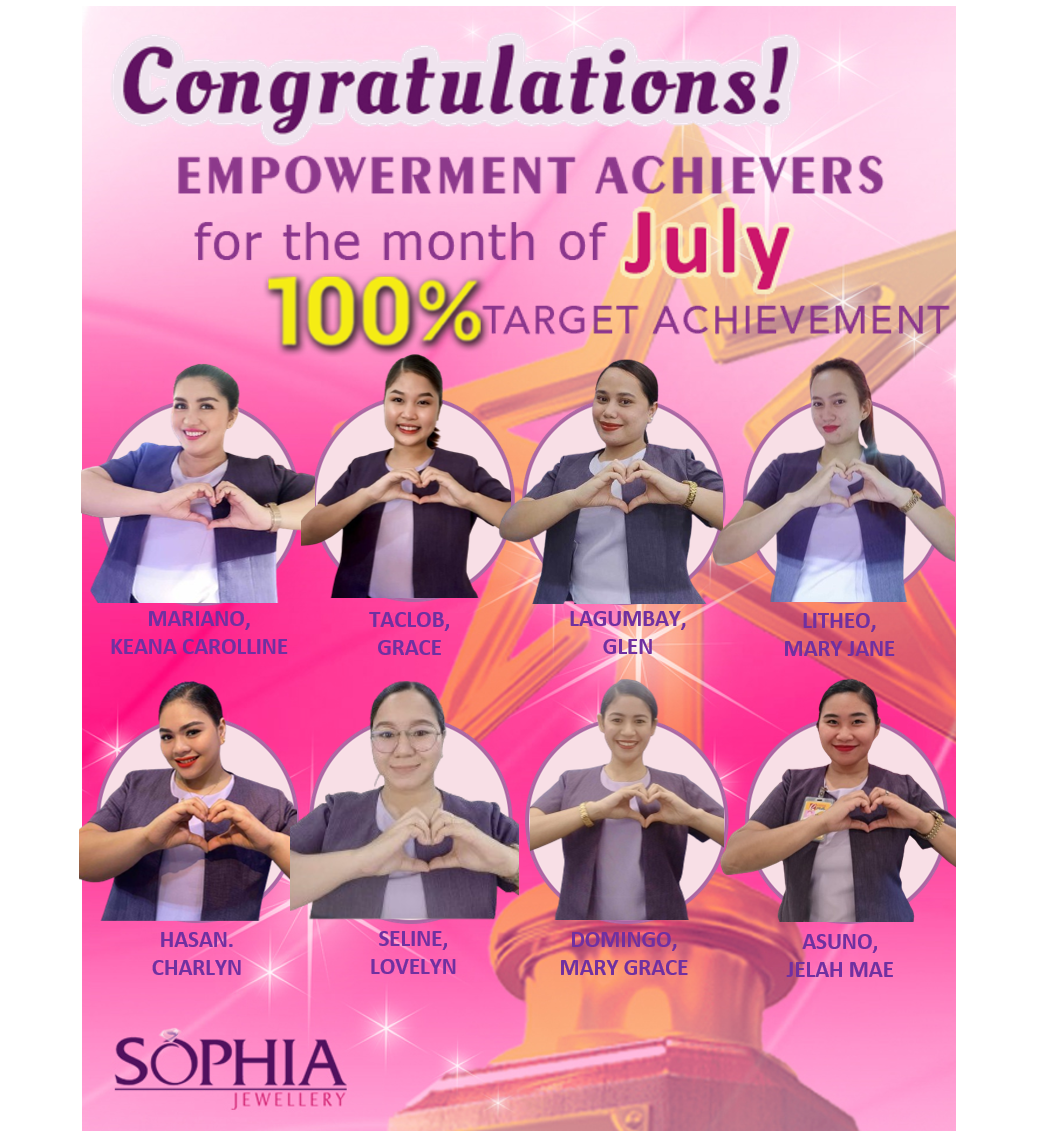 Congratulations!
EMPOWERMENT ACHIEVERS
for the month of July
100% TARGET ACHIEVEMENT
MARIANO,
KEANA CAROLLINE
TACLOB,
GRACE
LAGUMBAY,
GLEN
LITHEO,
MARY JANE
HASAN.
CHARLYN
SELINE,
LOVELYN
DOMINGO,
MARY GRACE
ASUNO,
JELAH MAE
SOPHIA
JEWELLERY